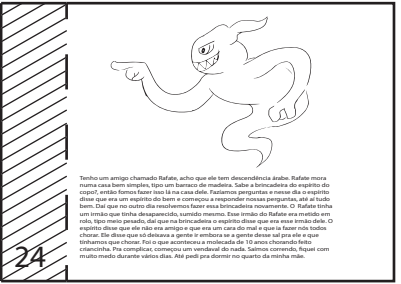 Tenho um amigo chamado Rafate, acho que ele tem descendência árabe. Rafate mora
numa casa bem simples, tipo um barraco de madeira. Sabe a brincadeira do espírito do
copo?, então fomos fazer isso lá na casa dele. Fazíamos perguntas e nesse dia o espírito
disse que era um espírito do bem e começou a responder nossas perguntas, até aí tudo
bem. Daí que no outro dia resolvemos fazer essa brincadeira novamente. O  Rafate tinha
um irmão que tinha desaparecido, sumido mesmo. Esse irmão do Rafate era metido em
rolo, tipo meio pesado, daí que na brincadeira o espírito disse que era esse irmão dele. O
espírito disse que ele não era amigo e que era um cara do mal e que ia fazer nós todos
chorar. Ele disse que só deixava a gente ir embora se a gente desse sal pra ele e que
tínhamos que chorar. Foi o que aconteceu a molecada de 10 anos chorando feito
criancinha. Pra complicar, começou um vendaval do nada. Saímos correndo, fiquei com
muito medo durante vários dias. Até pedi pra dormir no quarto da minha mãe.
24